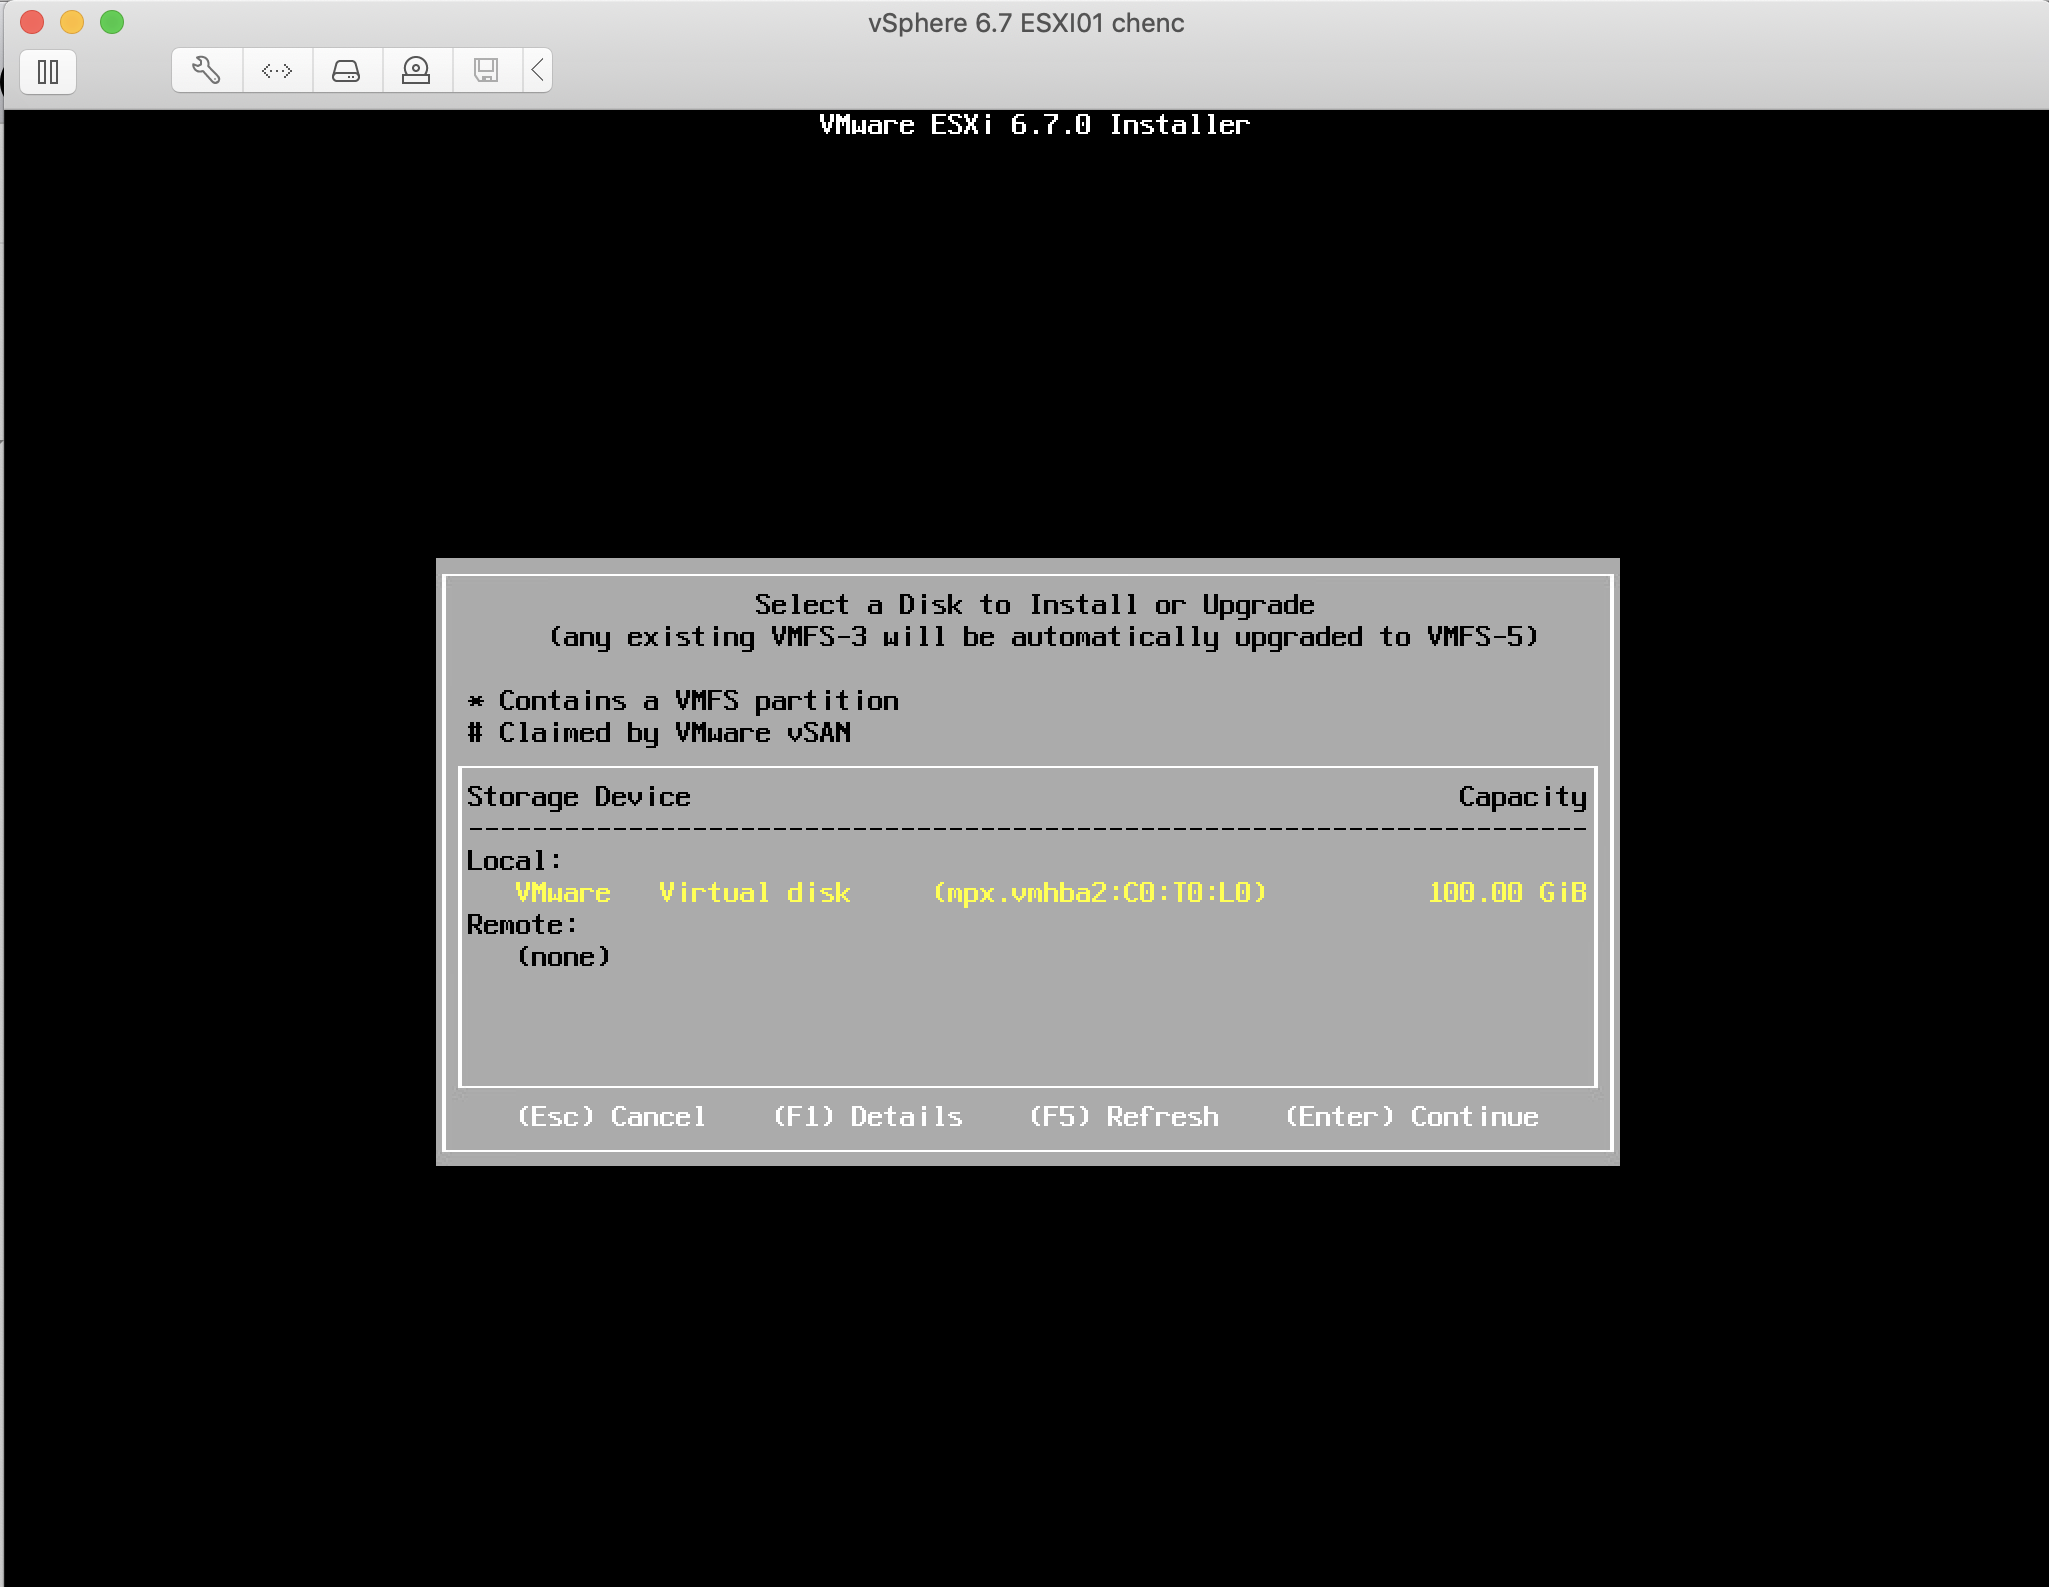 vSphere 6.7 ESXI01 chenc
VMware ESXi 6.7.0 Installer
Select a Disk to Install or Upgrade
(any existing VMFS-3 will be automatically upgraded to VMFS-5)
* Contains a VMFS partition
# Claimed by VMware vSAN
Storage Device Capacity
----------------------------------------------------------------------
Local:
VMware Virtual disk (mpx.vmhba2:C0:T0:L0) 100.00 GiB
Remote:
(none)
(Esc) Cancel (F1) Details (F5) Refresh (Enter) Continue